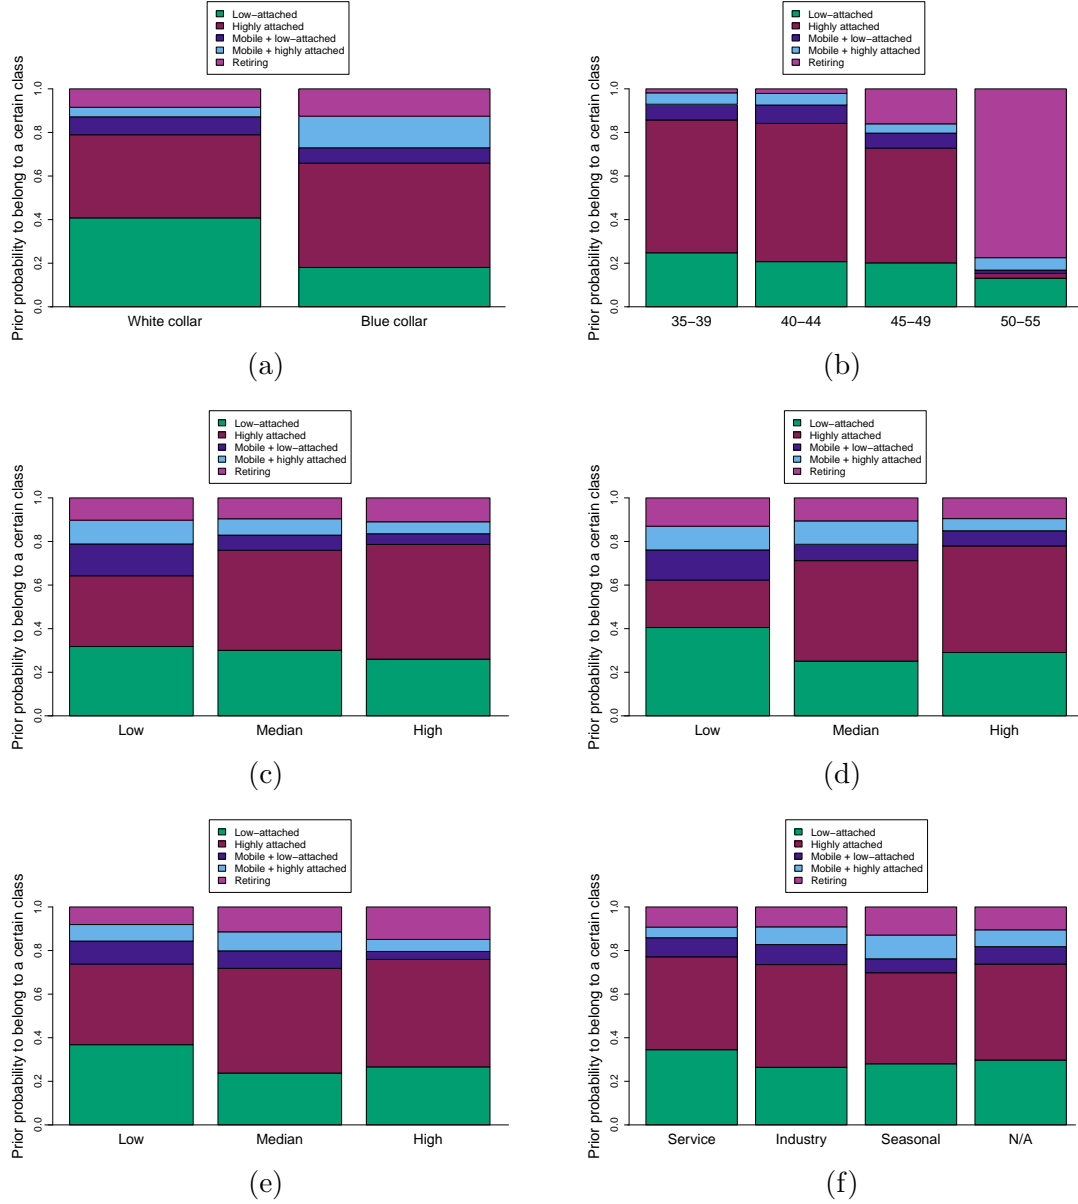 Low−attached
Highly attached
Mobile + low−attached
Mobile + highly attached
Retiring
Prior probability to belong to a certain class
0.0 0.2 0.4 0.6 0.8 1.0
White collar Blue collar
(a)
Low−attached
Highly attached
Mobile + low−attached
Mobile + highly attached
Retiring
Prior probability to belong to a certain class
0.0 0.2 0.4 0.6 0.8 1.0
35−39 40−44 45−49 50−55
(b)
Low−attached
Highly attached
Mobile + low−attached
Mobile + highly attached
Retiring
Prior probability to belong to a certain class
0.0 0.2 0.4 0.6 0.8 1.0
Low Median High
(c)
Low−attached
Highly attached
Mobile + low−attached
Mobile + highly attached
Retiring
Prior probability to belong to a certain class
0.0 0.2 0.4 0.6 0.8 1.0
Low Median High
(d)
Low−attached
Highly attached
Mobile + low−attached
Mobile + highly attached
Retiring
Prior probability to belong to a certain class
0.0 0.2 0.4 0.6 0.8 1.0
Low Median High
(e)
Low−attached
Highly attached
Mobile + low−attached
Mobile + highly attached
Retiring
Prior probability to belong to a certain class
0.0 0.2 0.4 0.6 0.8 1.0
Service Industry Seasonal N/A
(f)